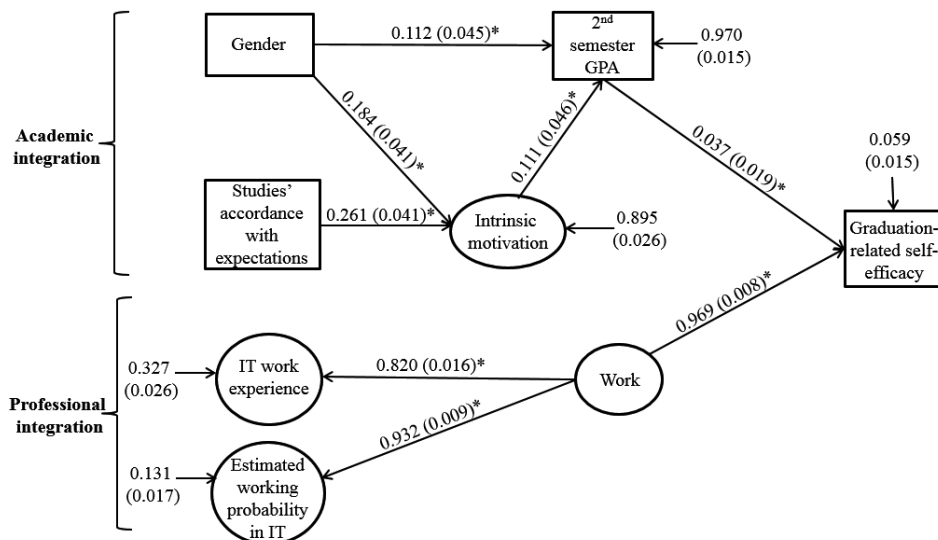 Gender
0.112 (0.045)*
2nd
semester
GPA
0.970
(0.015)
0.184 (0.041)*
0.111 (0.046)*
0.037 (0.019)*
Academic
integration
Studies’
accordance
with
expectations
0.261 (0.041)*
Intrinsic
motivation
0.895
(0.026)
0.059
(0.015)
Graduation-
related self-
efficacy
0.969 (0.008)*
Professional
integration
0.327
(0.026)
IT work
experience
0.820 (0.016)*
Work
0.932 (0.009)*
0.131
(0.017)
Estimated
working
probability
in IT